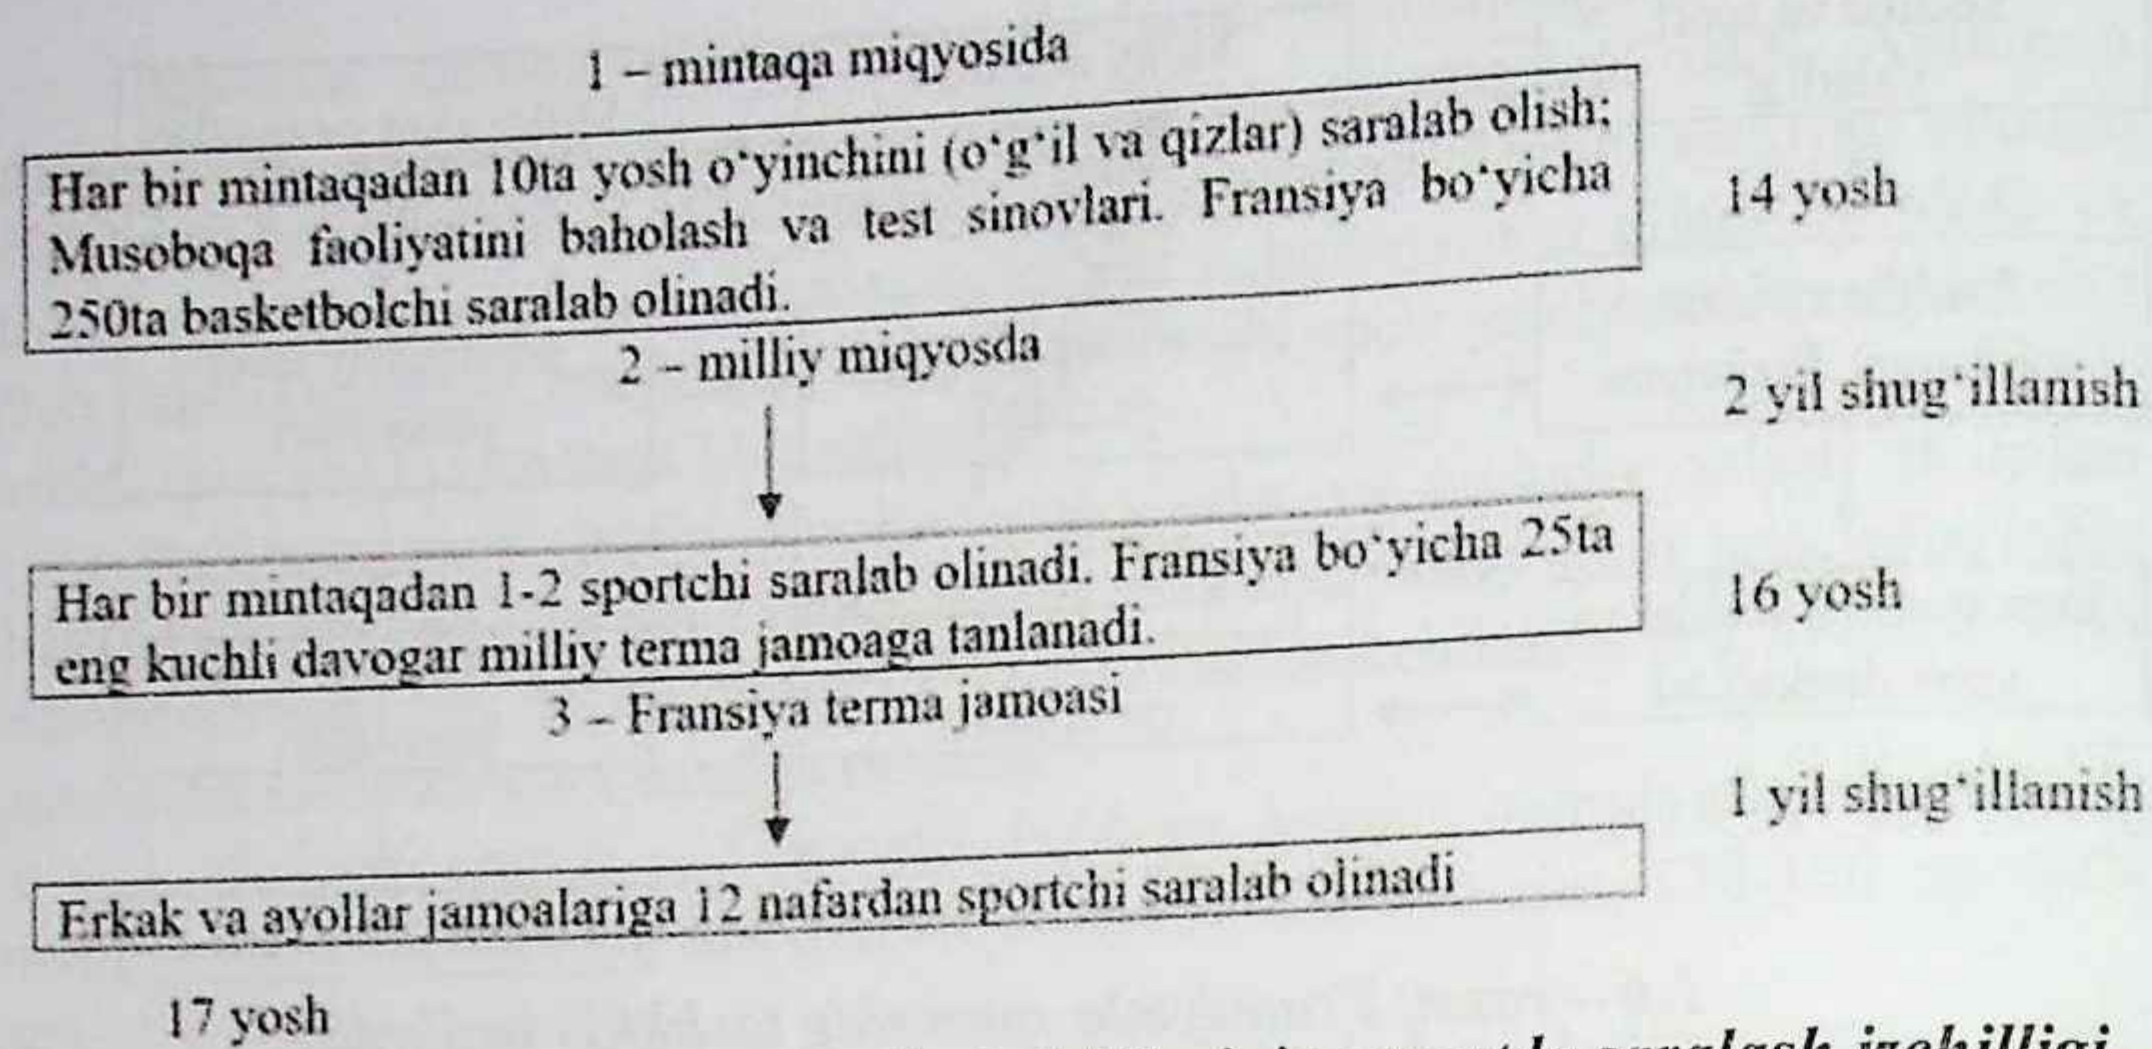 1 – mintaqa miqyosida
Har bir mintaqadan 10ta yosh o‘yinchini (o‘g‘il va qizlar) saralab olish;
Musoboqa faoliyatini baholash va test sinovlari. Fransiya bo‘yicha
250ta basketbolchi saralab olinadi.
14 yosh
2 – milliy miqyosda
2 yil shug‘illanish
Har bir mintaqadan 1-2 sportchi saralab olinadi. Fransiya bo‘yicha 25ta
eng kuchli davogar milliy terma jamoaga tanlanadi.
16 yosh
3 – Fransiya terma jamoasi
1 yil shug‘illanish
Erkak va ayollar jamoalariga 12 nafardan sportchi saralab olinadi
17 yosh
saralash izchilligi